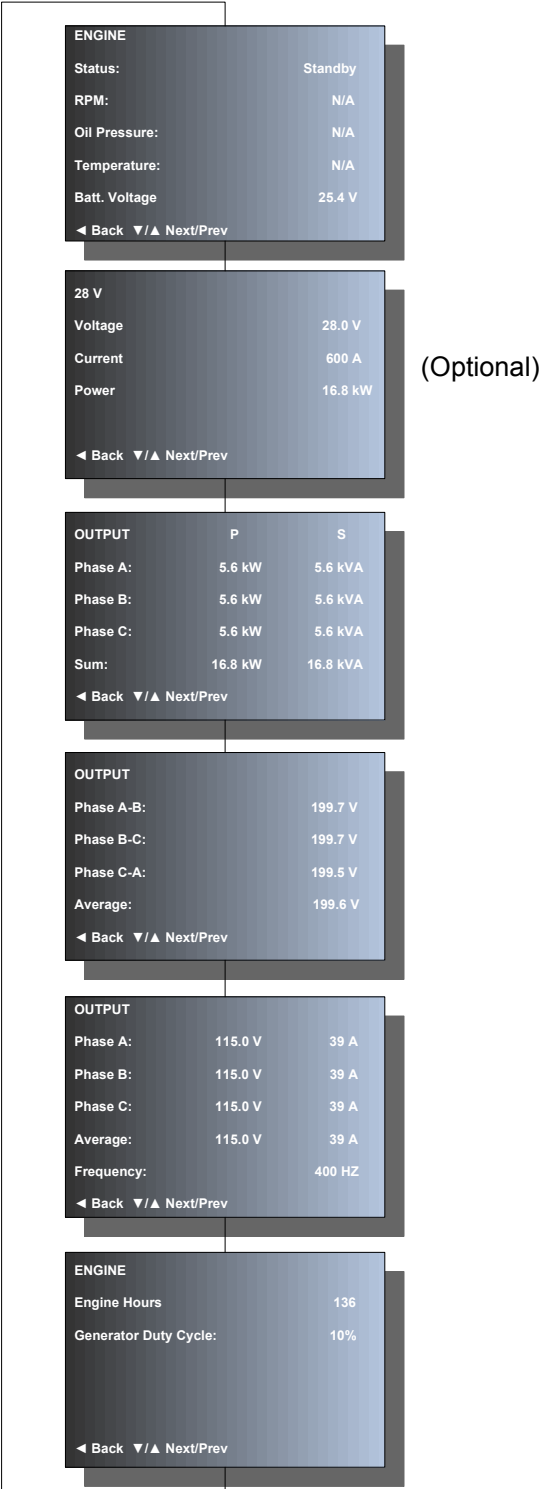 ENGINE
Status: Standby
RPM: N/A
Oil Pressure: N/A
Temperature: N/A
Batt. Voltage 25.4 V
◄ Back ▼/▲ Next/Prev
28 V
Voltage 28.0 V
Current 600 A
Power 16.8 kW
◄ Back ▼/▲ Next/Prev
(Optional)
OUTPUT P S
Phase A: 5.6 kW 5.6 kVA
Phase B: 5.6 kW 5.6 kVA
Phase C: 5.6 kW 5.6 kVA
Sum: 16.8 kW 16.8 kVA
◄ Back ▼/▲ Next/Prev
OUTPUT
Phase A-B: 199.7 V
Phase B-C: 199.7 V
Phase C-A: 199.5 V
Average: 199.6 V
◄ Back ▼/▲ Next/Prev
OUTPUT
Phase A: 115.0 V 39 A
Phase B: 115.0 V 39 A
Phase C: 115.0 V 39 A
Average: 115.0 V 39 A
Frequency: 400 HZ
◄ Back ▼/▲ Next/Prev
ENGINE
Engine Hours 136
Generator Duty Cycle: 10%
◄ Back ▼/▲ Next/Prev